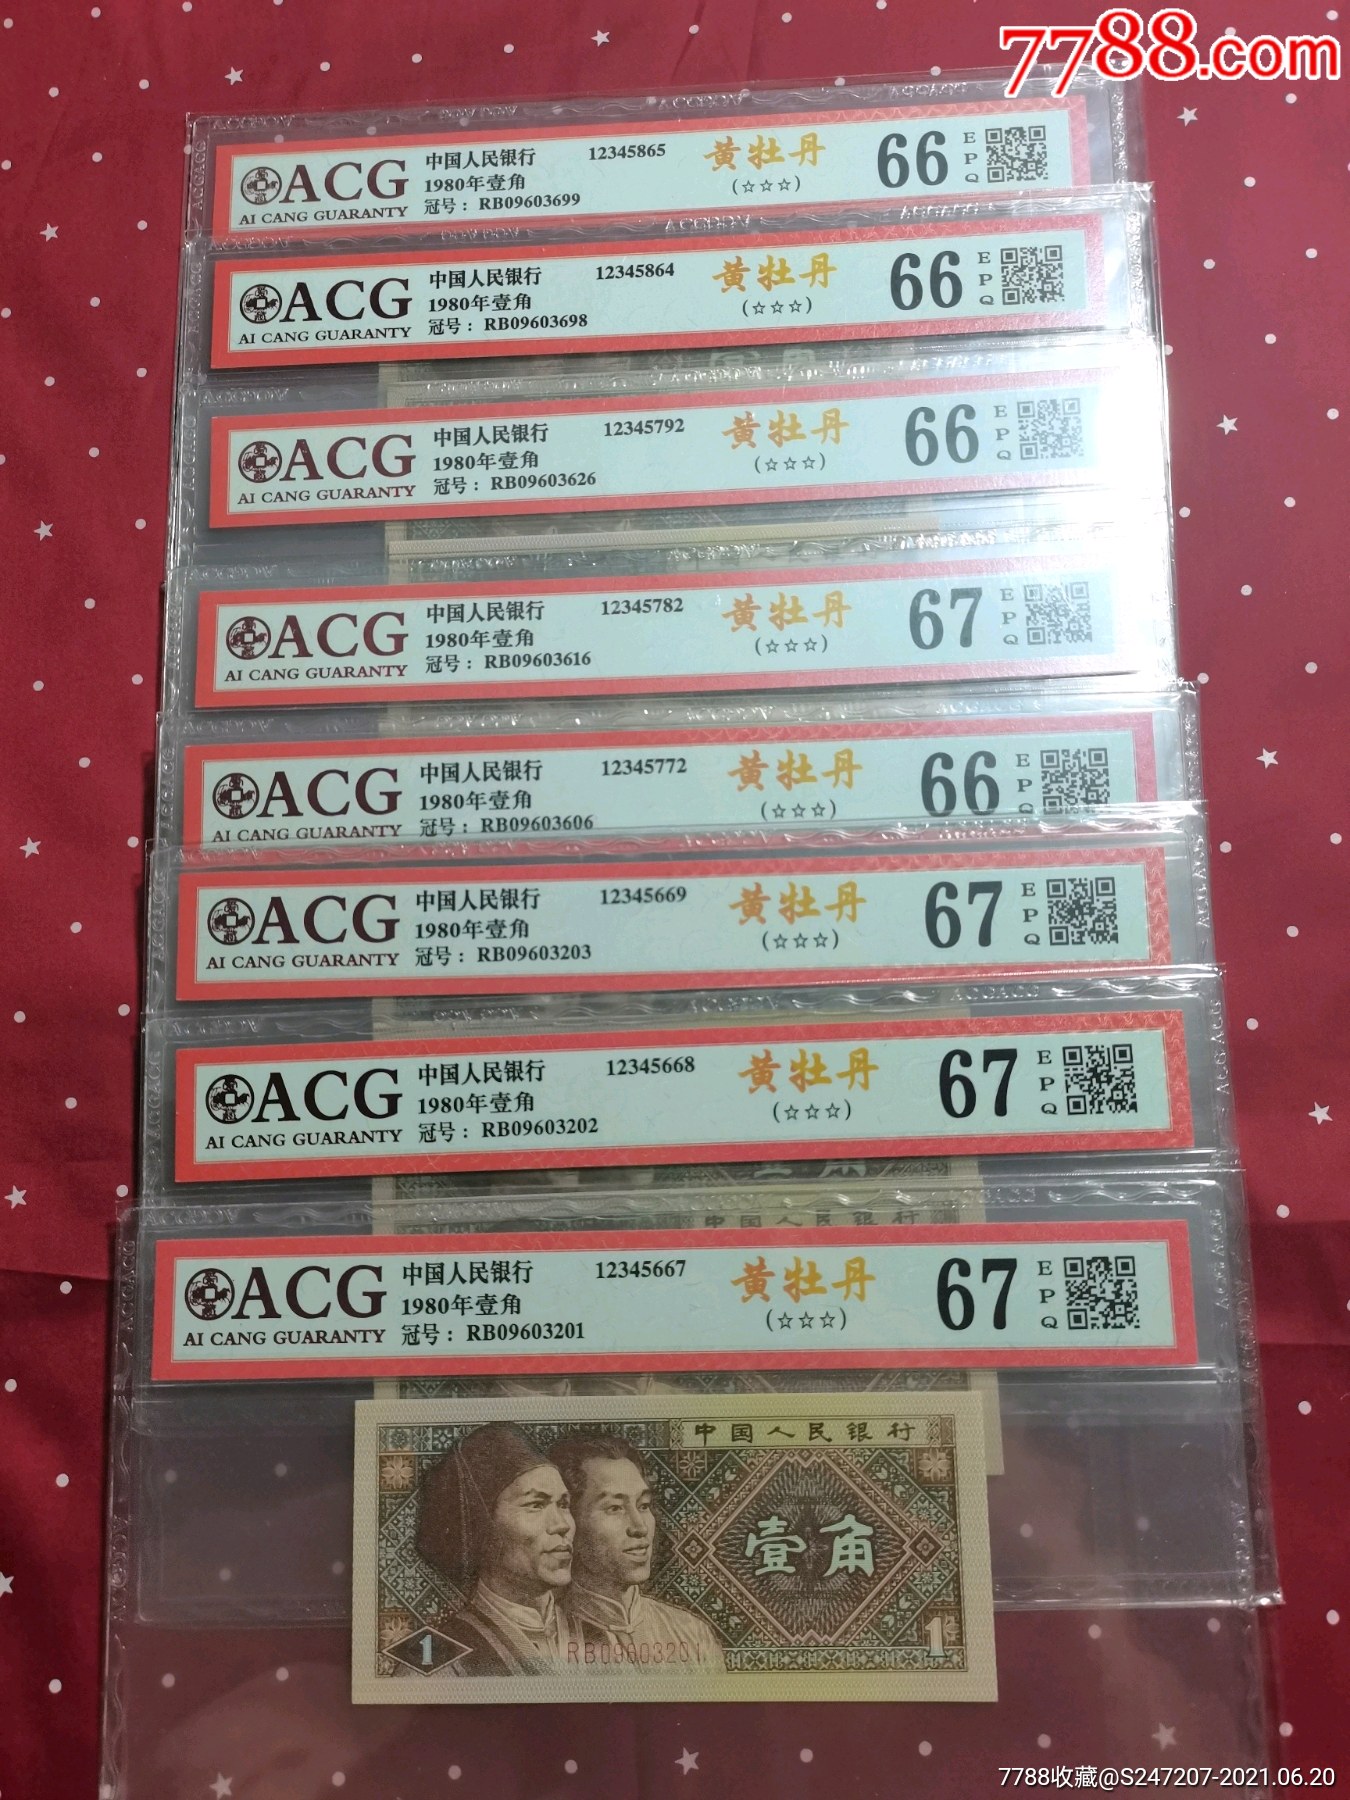 7788.com
ACG
AI CANG GUARANTY
中国人民银行
1980年壹角
冠号： RB09603699
12345865
黄牡丹
(☆☆☆)
66
EPQ
ACG
AI CANG GUARANTY
中国人民银行
1980年壹角
冠号： RB09603698
12345864
黄牡丹
(☆☆☆)
66
EPQ
ACG
AI CANG GUARANTY
中国人民银行
1980年壹角
冠号： RB09603626
12345792
黄牡丹
(☆☆☆)
66
EPQ
ACG
AI CANG GUARANTY
中国人民银行
1980年壹角
冠号： RB09603616
12345782
黄牡丹
(☆☆☆)
67
EPQ
ACG
AI CANG GUARANTY
中国人民银行
1980年壹角
冠号： RB09603606
12345772
黄牡丹
(☆☆☆)
66
EPQ
ACG
AI CANG GUARANTY
中国人民银行
1980年壹角
冠号： RB09603203
12345669
黄牡丹
(☆☆☆)
67
EPQ
ACG
AI CANG GUARANTY
中国人民银行
1980年壹角
冠号： RB09603202
12345668
黄牡丹
(☆☆☆)
67
EPQ
中国人民银行
ACG
AI CANG GUARANTY
中国人民银行
1980年壹角
冠号： RB09603201
12345667
黄牡丹
(☆☆☆)
67
EPQ
中国人民银行
壹角
1
RB09603201
1
7788收藏@S247207-2021.06.20